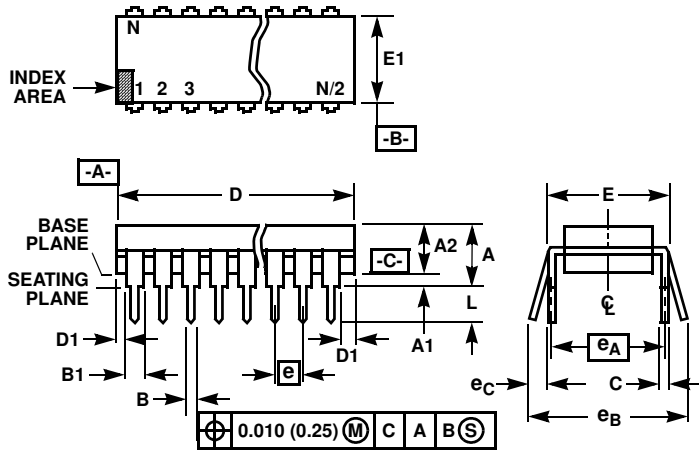 N
E1
INDEX
AREA
1 2 3 N/2
-B-
-A-
D
E
BASE
PLANE
A2
A
-C-
SEATING
PLANE
L
℄
D1
A1
D1
eA
B1
e
eC
C
B
eB
0.010 (0.25) Ⓜ C A B Ⓢ